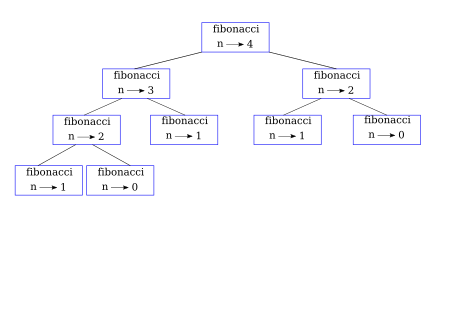 fibonacci
n → 4
fibonacci
n → 3
fibonacci
n → 2
fibonacci
n → 2
fibonacci
n → 1
fibonacci
n → 1
fibonacci
n → 0
fibonacci
n → 1
fibonacci
n → 0